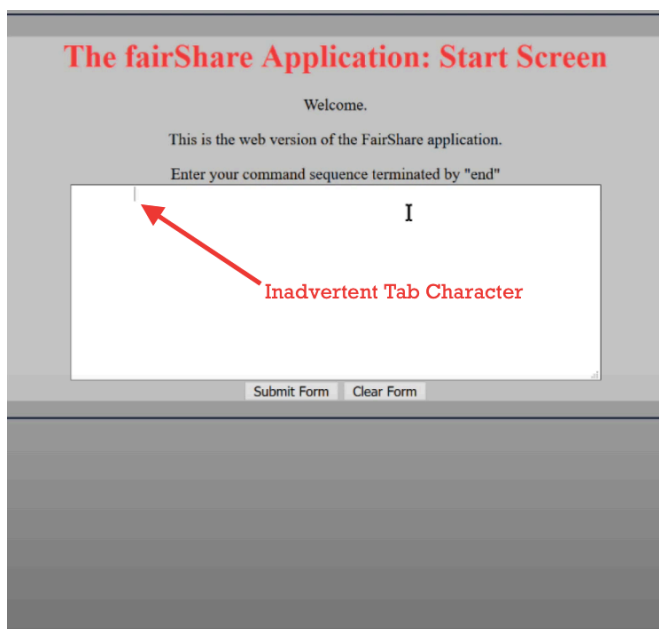 The fairShare Application: Start Screen
Welcome.
This is the web version of the FairShare application.
Enter your command sequence terminated by "end"
Inadvertent Tab Character
Submit Form Clear Form